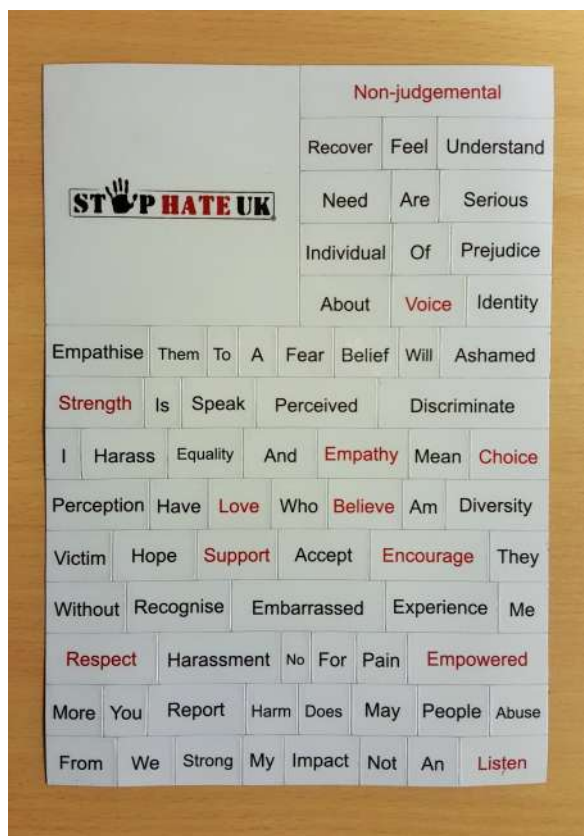 Non-judgemental
Recover Feel Understand
STOP HATE UK
Need Are Serious
Individual Of Prejudice
About Voice Identity
Empathise Them To A Fear Belief Will Ashamed
Strength Is Speak Perceived Discriminate
I Harass Equality And Empathy Mean Choice
Perception Have Love Who Believe Am Diversity
Victim Hope Support Accept Encourage They
Without Recognise Embarrassed Experience Me
Respect Harassment No For Pain Empowered
More You Report Harm Does May People Abuse
From We Strong My Impact Not An Listen